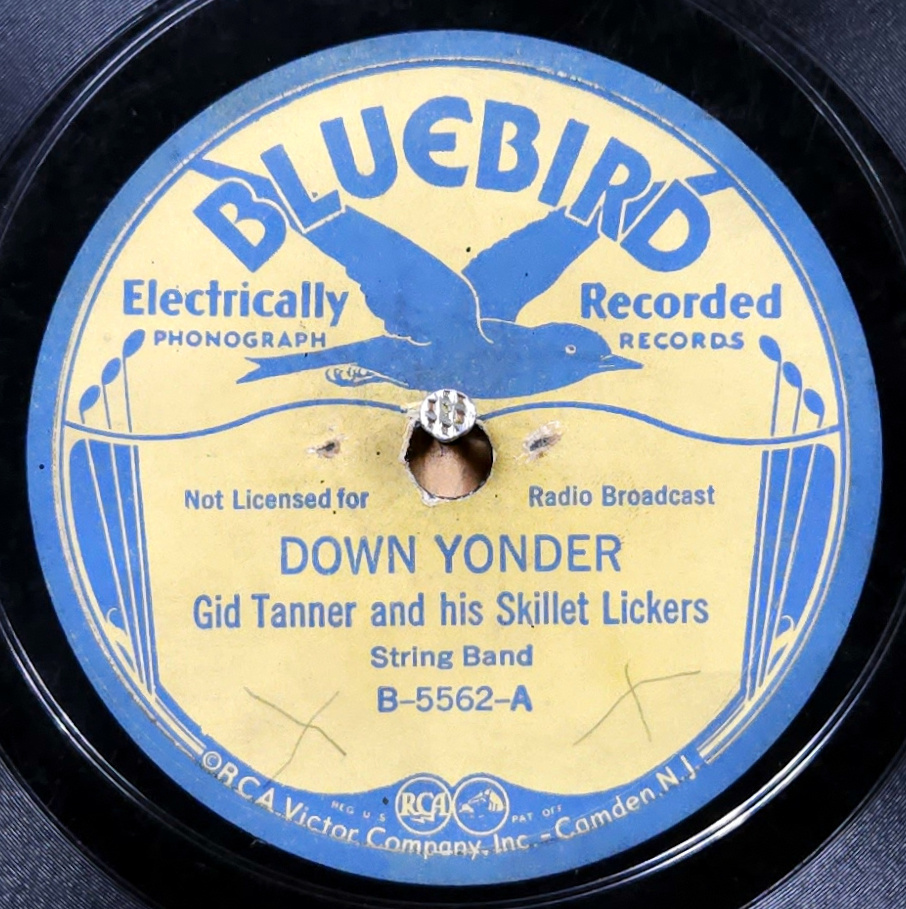 BLUEBIRD
Electrically Recorded
PHONOGRAPH RECORDS
Not Licensed for Radio Broadcast
DOWN YONDER
Gid Tanner and his Skillet Lickers
String Band
B-5562-A
REG U S RCA PAT OFF
©RCA Victor Company, Inc. - Camden, N.J.